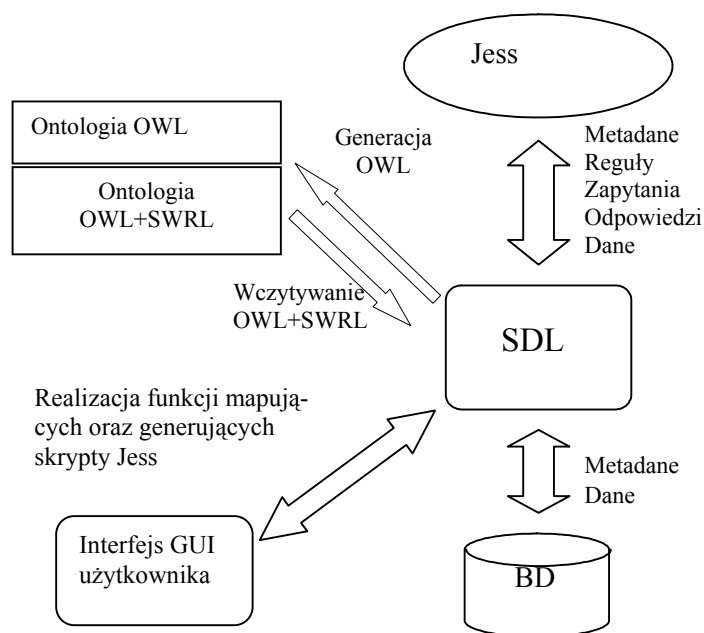 Jess
Ontologia OWL
Ontologia
OWL+SWRL
Generacja
OWL
Metadane
Reguły
Zapytania
Odpowiedzi
Dane
Wczytywanie
OWL+SWRL
SDL
Realizacja funkcji mapują-
cych oraz generujących
skrypty Jess
Metadane
Dane
Interfejs GUI
użytkownika
BD